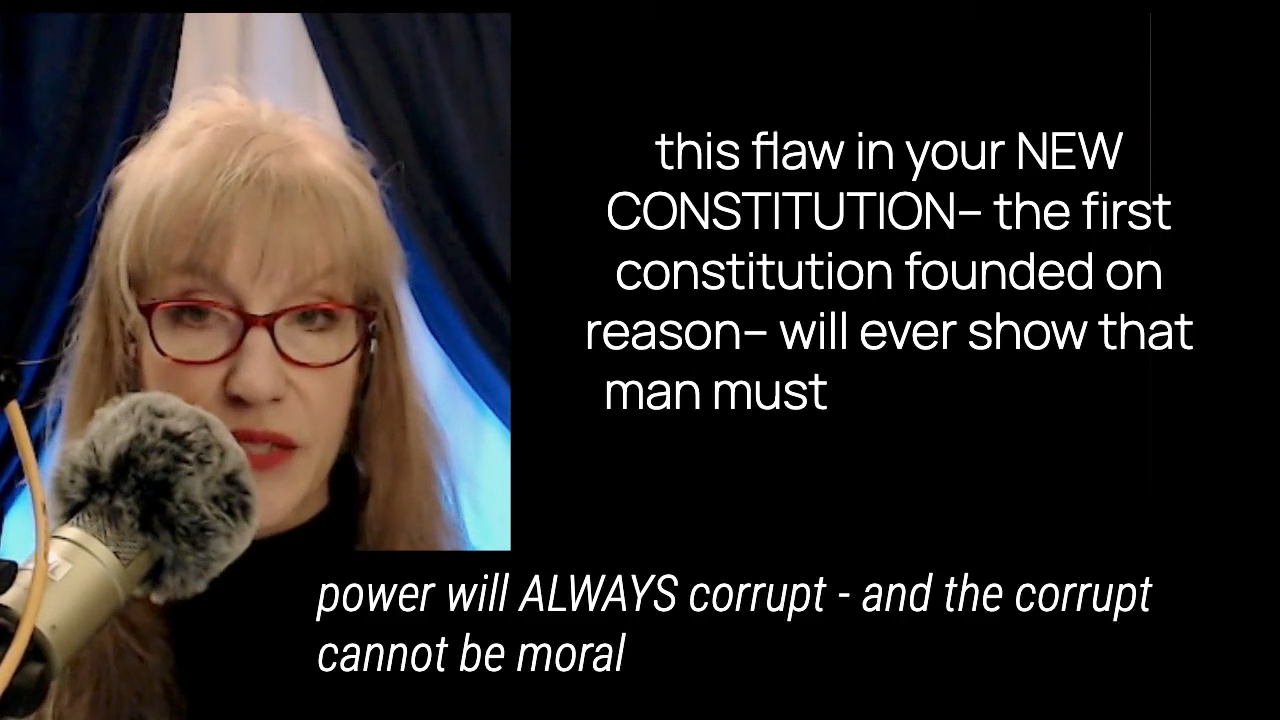 this flaw in your NEW
CONSTITUTION– the first
constitution founded on
reason– will ever show that
man must
power will ALWAYS corrupt - and the corrupt
cannot be moral